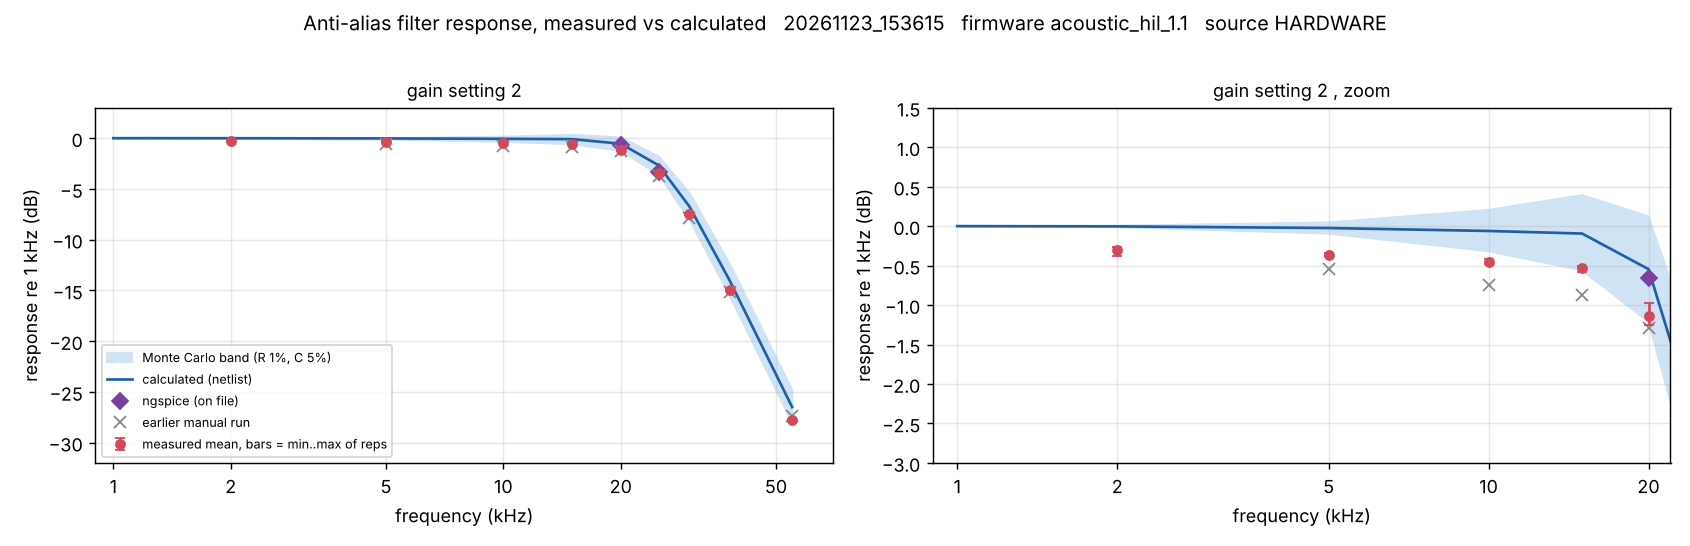 Anti-alias filter response, measured vs calculated   20261123_153615   firmware acoustic_hil_1.1   source HARDWARE
gain setting 2
response re 1 kHz (dB)
0
−5
−10
−15
−20
−25
−30
Monte Carlo band (R 1%, C 5%)
calculated (netlist)
ngspice (on file)
earlier manual run
measured mean, bars = min..max of reps
1 2 5 10 20 50
frequency (kHz)
gain setting 2 , zoom
response re 1 kHz (dB)
1.5
1.0
0.5
0.0
−0.5
−1.0
−1.5
−2.0
−2.5
−3.0
1 2 5 10 20
frequency (kHz)